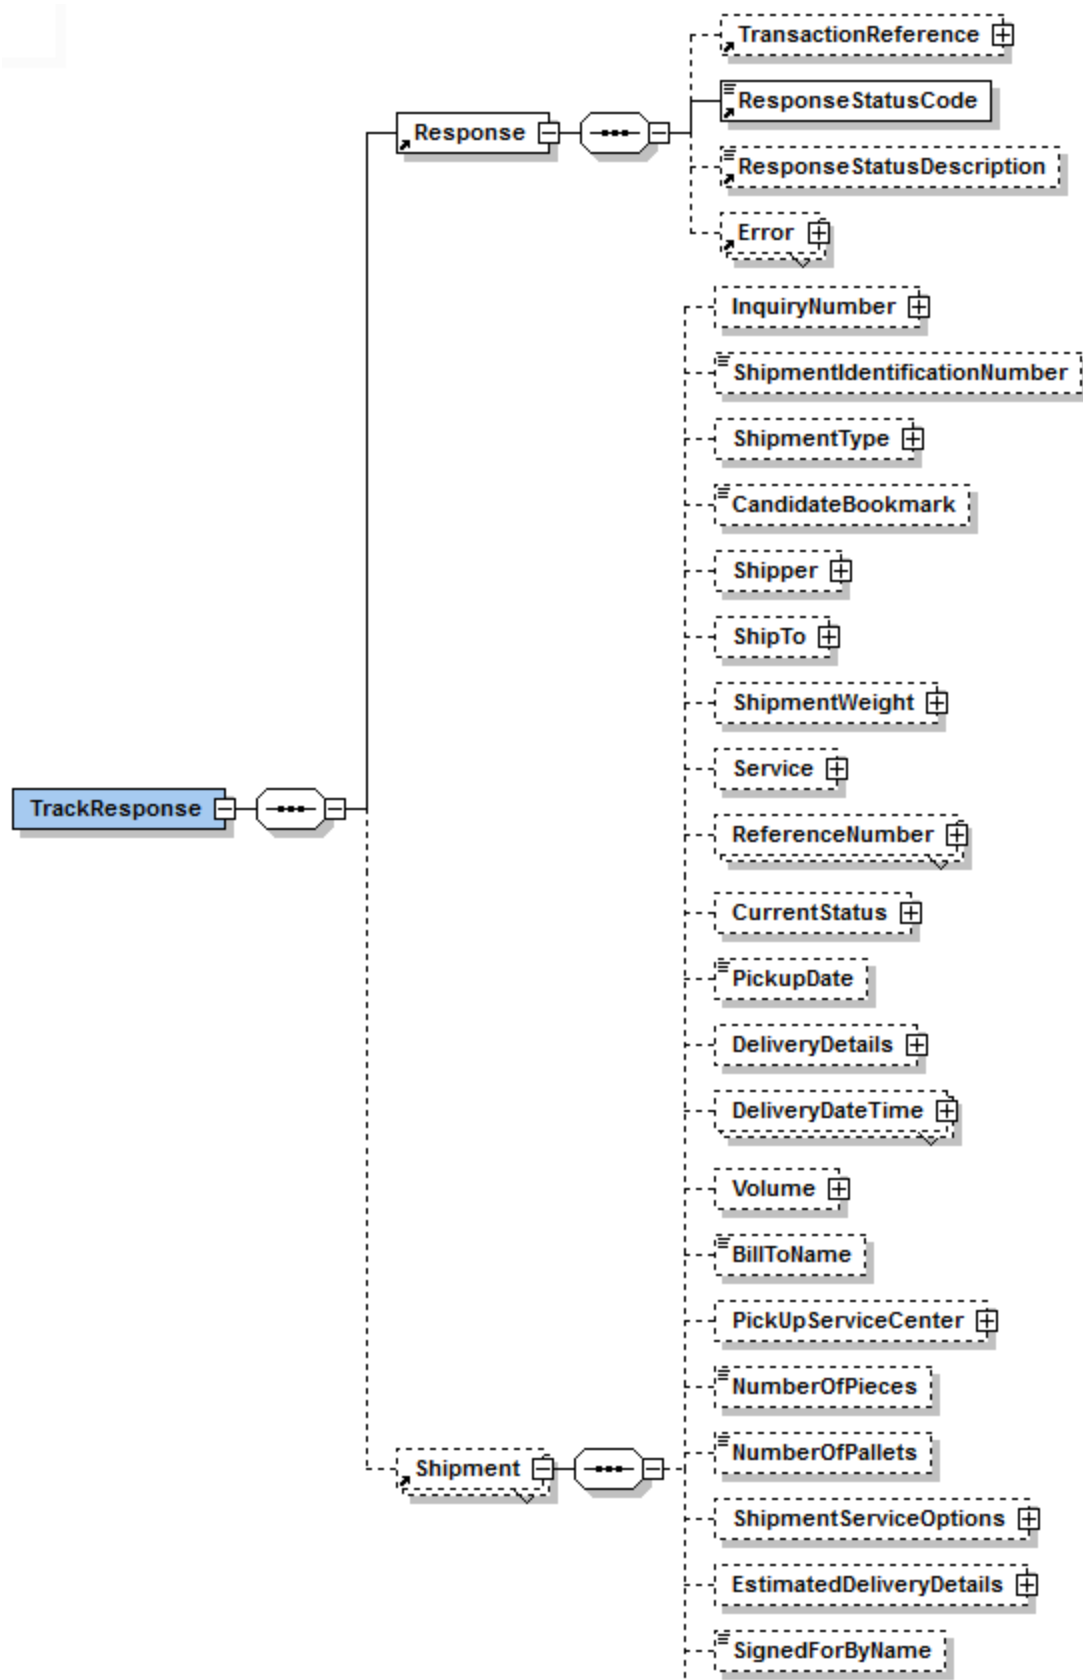 TransactionReference
ResponseStatusCode
Response
ResponseStatusDescription
Error
InquiryNumber
ShipmentIdentificationNumber
ShipmentType
CandidateBookmark
Shipper
ShipTo
ShipmentWeight
Service
TrackResponse
ReferenceNumber
CurrentStatus
PickupDate
DeliveryDetails
DeliveryDateTime
Volume
BillToName
PickUpServiceCenter
NumberOfPieces
NumberOfPallets
Shipment
ShipmentServiceOptions
EstimatedDeliveryDetails
SignedForByName